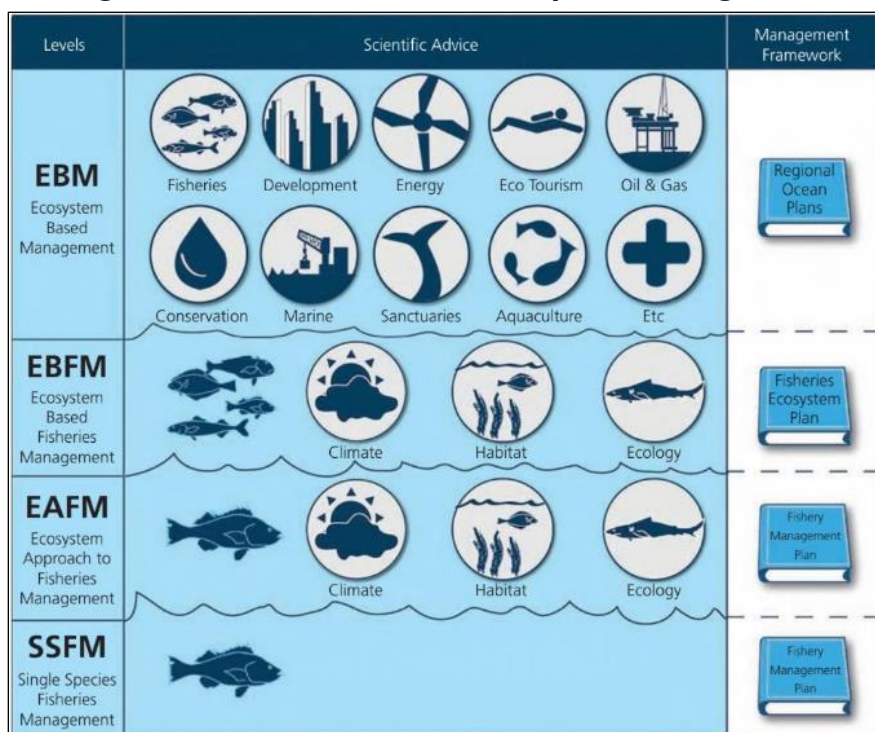 Levels
Scientific Advice
Management
Framework
EBM
Ecosystem
Based
Management
Fisheries
Development
Energy
Eco Tourism
Oil & Gas
Conservation
Marine
Sanctuaries
Aquaculture
Etc
Regional
Ocean
Plans
EBFM
Ecosystem
Based
Fisheries
Management
Climate
Habitat
Ecology
Fisheries
Ecosystem
Plan
EAFM
Ecosystem
Approach to
Fisheries
Management
Climate
Habitat
Ecology
Fishery
Management
Plan
SSFM
Single Species
Fisheries
Management
Fishery
Management
Plan